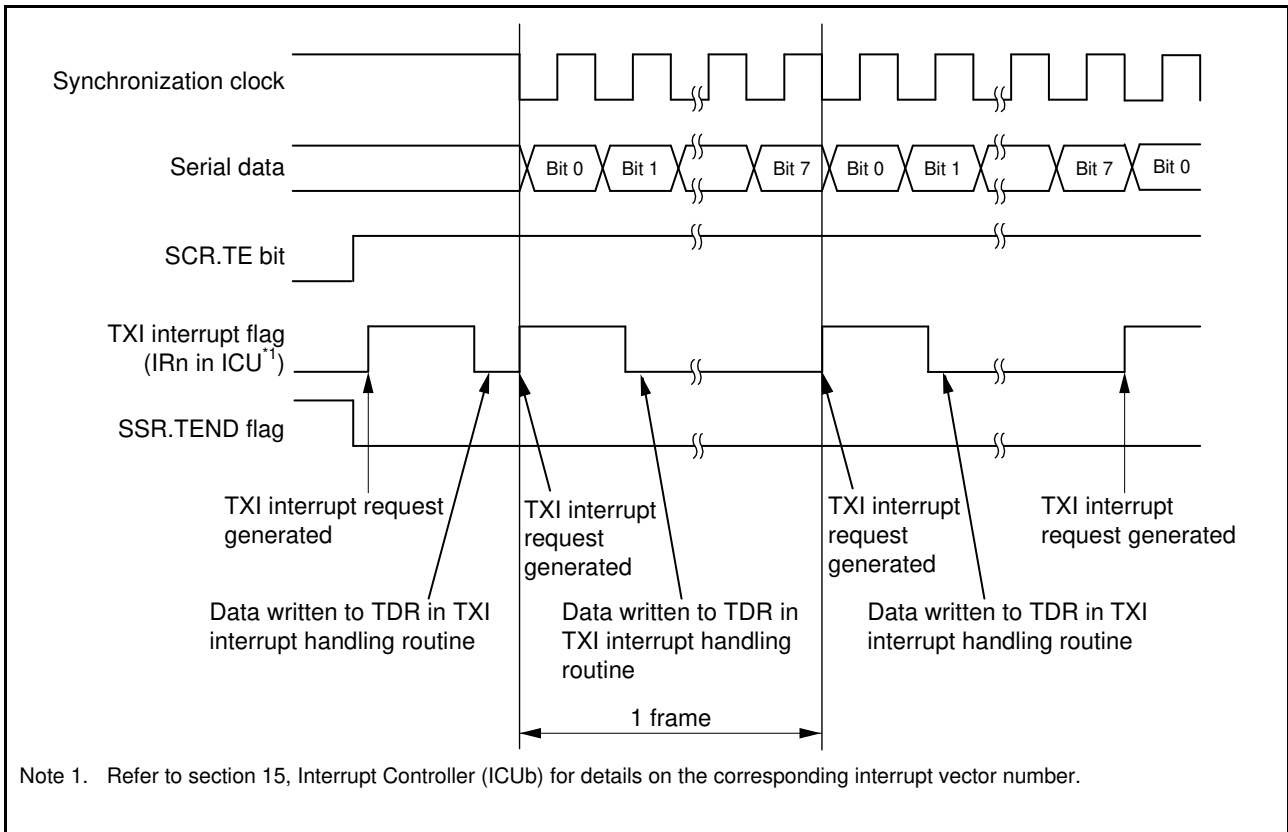 Synchronization clock
Serial data
Bit 0 Bit 1 Bit 7 Bit 0 Bit 1 Bit 7 Bit 0
SCR.TE bit
TXI interrupt flag
(IRn in ICU*1)
SSR.TEND flag
TXI interrupt request
generated
TXI interrupt
request
generated
TXI interrupt
request
generated
TXI interrupt
request generated
Data written to TDR in TXI
interrupt handling routine
Data written to TDR in
TXI interrupt handling
routine
Data written to TDR in TXI
interrupt handling routine
1 frame
Note 1. Refer to section 15, Interrupt Controller (ICUb) for details on the corresponding interrupt vector number.